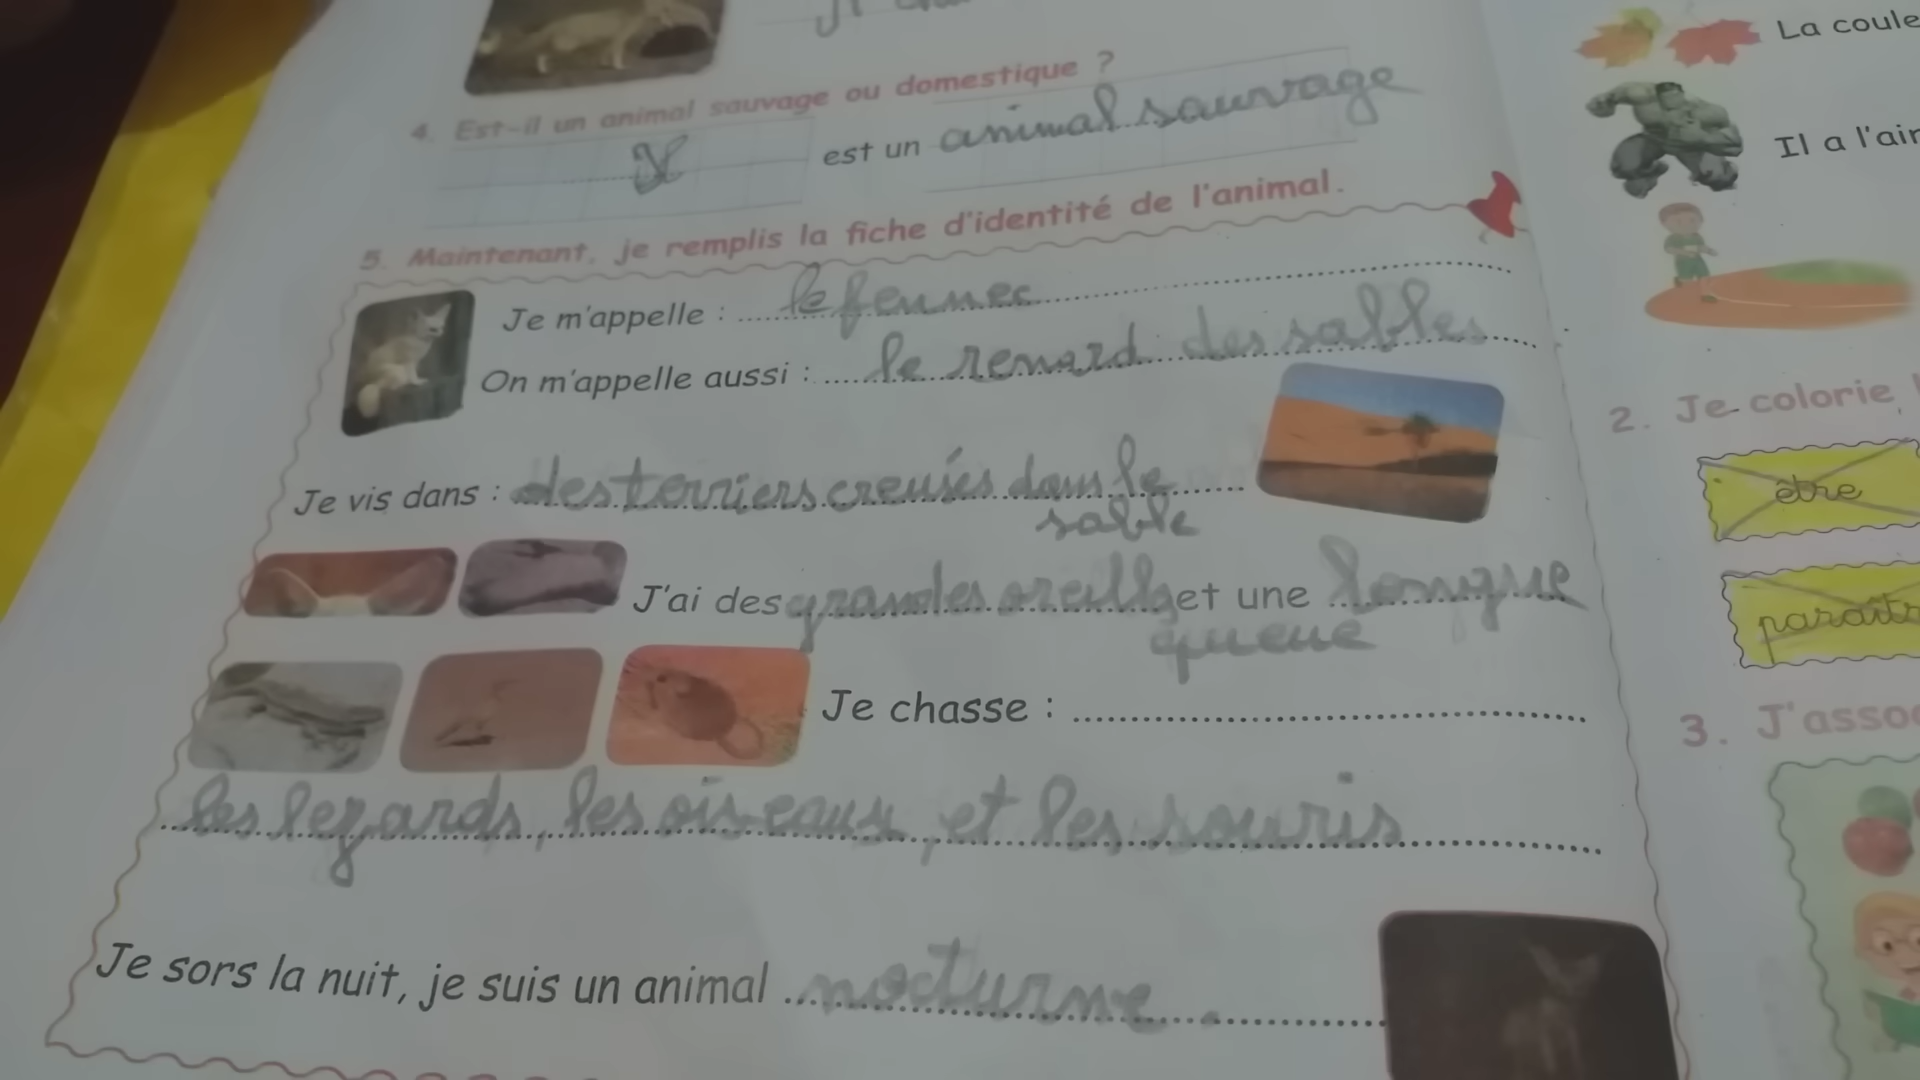 4. Est-il un animal sauvage ou domestique ?
Il est un animal sauvage
5. Maintenant, je remplis la fiche d'identité de l'animal.
Je m'appelle : le fennec
On m'appelle aussi : le renard des sables
Je vis dans : des terriers creusés dans le
sable
J'ai des grandes oreilles et une longue
queue
Je chasse :
les lezards, les oiseaux, et les souris
Je sors la nuit, je suis un animal nocturne.
La coule
Il a l'air
2. Je colorie
être
paraître
3. J'asso